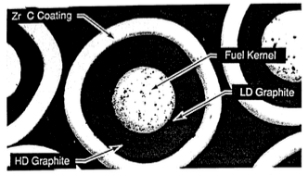 Zr C Coating
Fuel Kernel
LD Graphite
HD Graphite